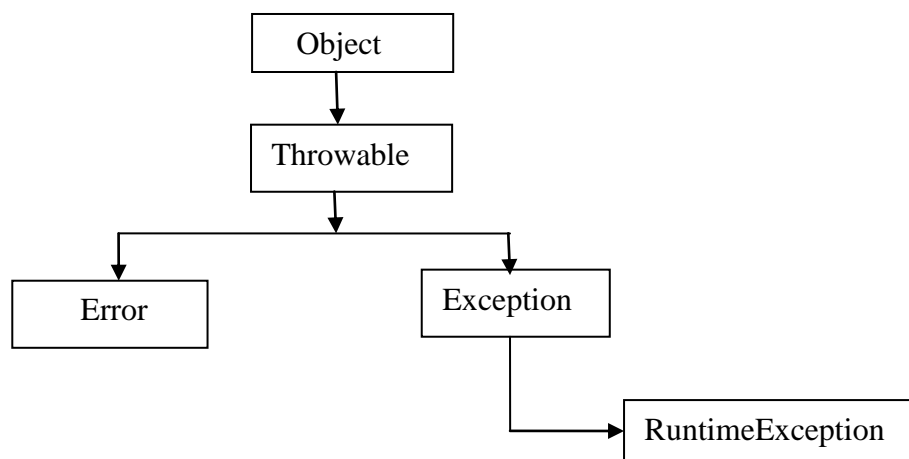 Object
Throwable
Error
Exception
RuntimeException